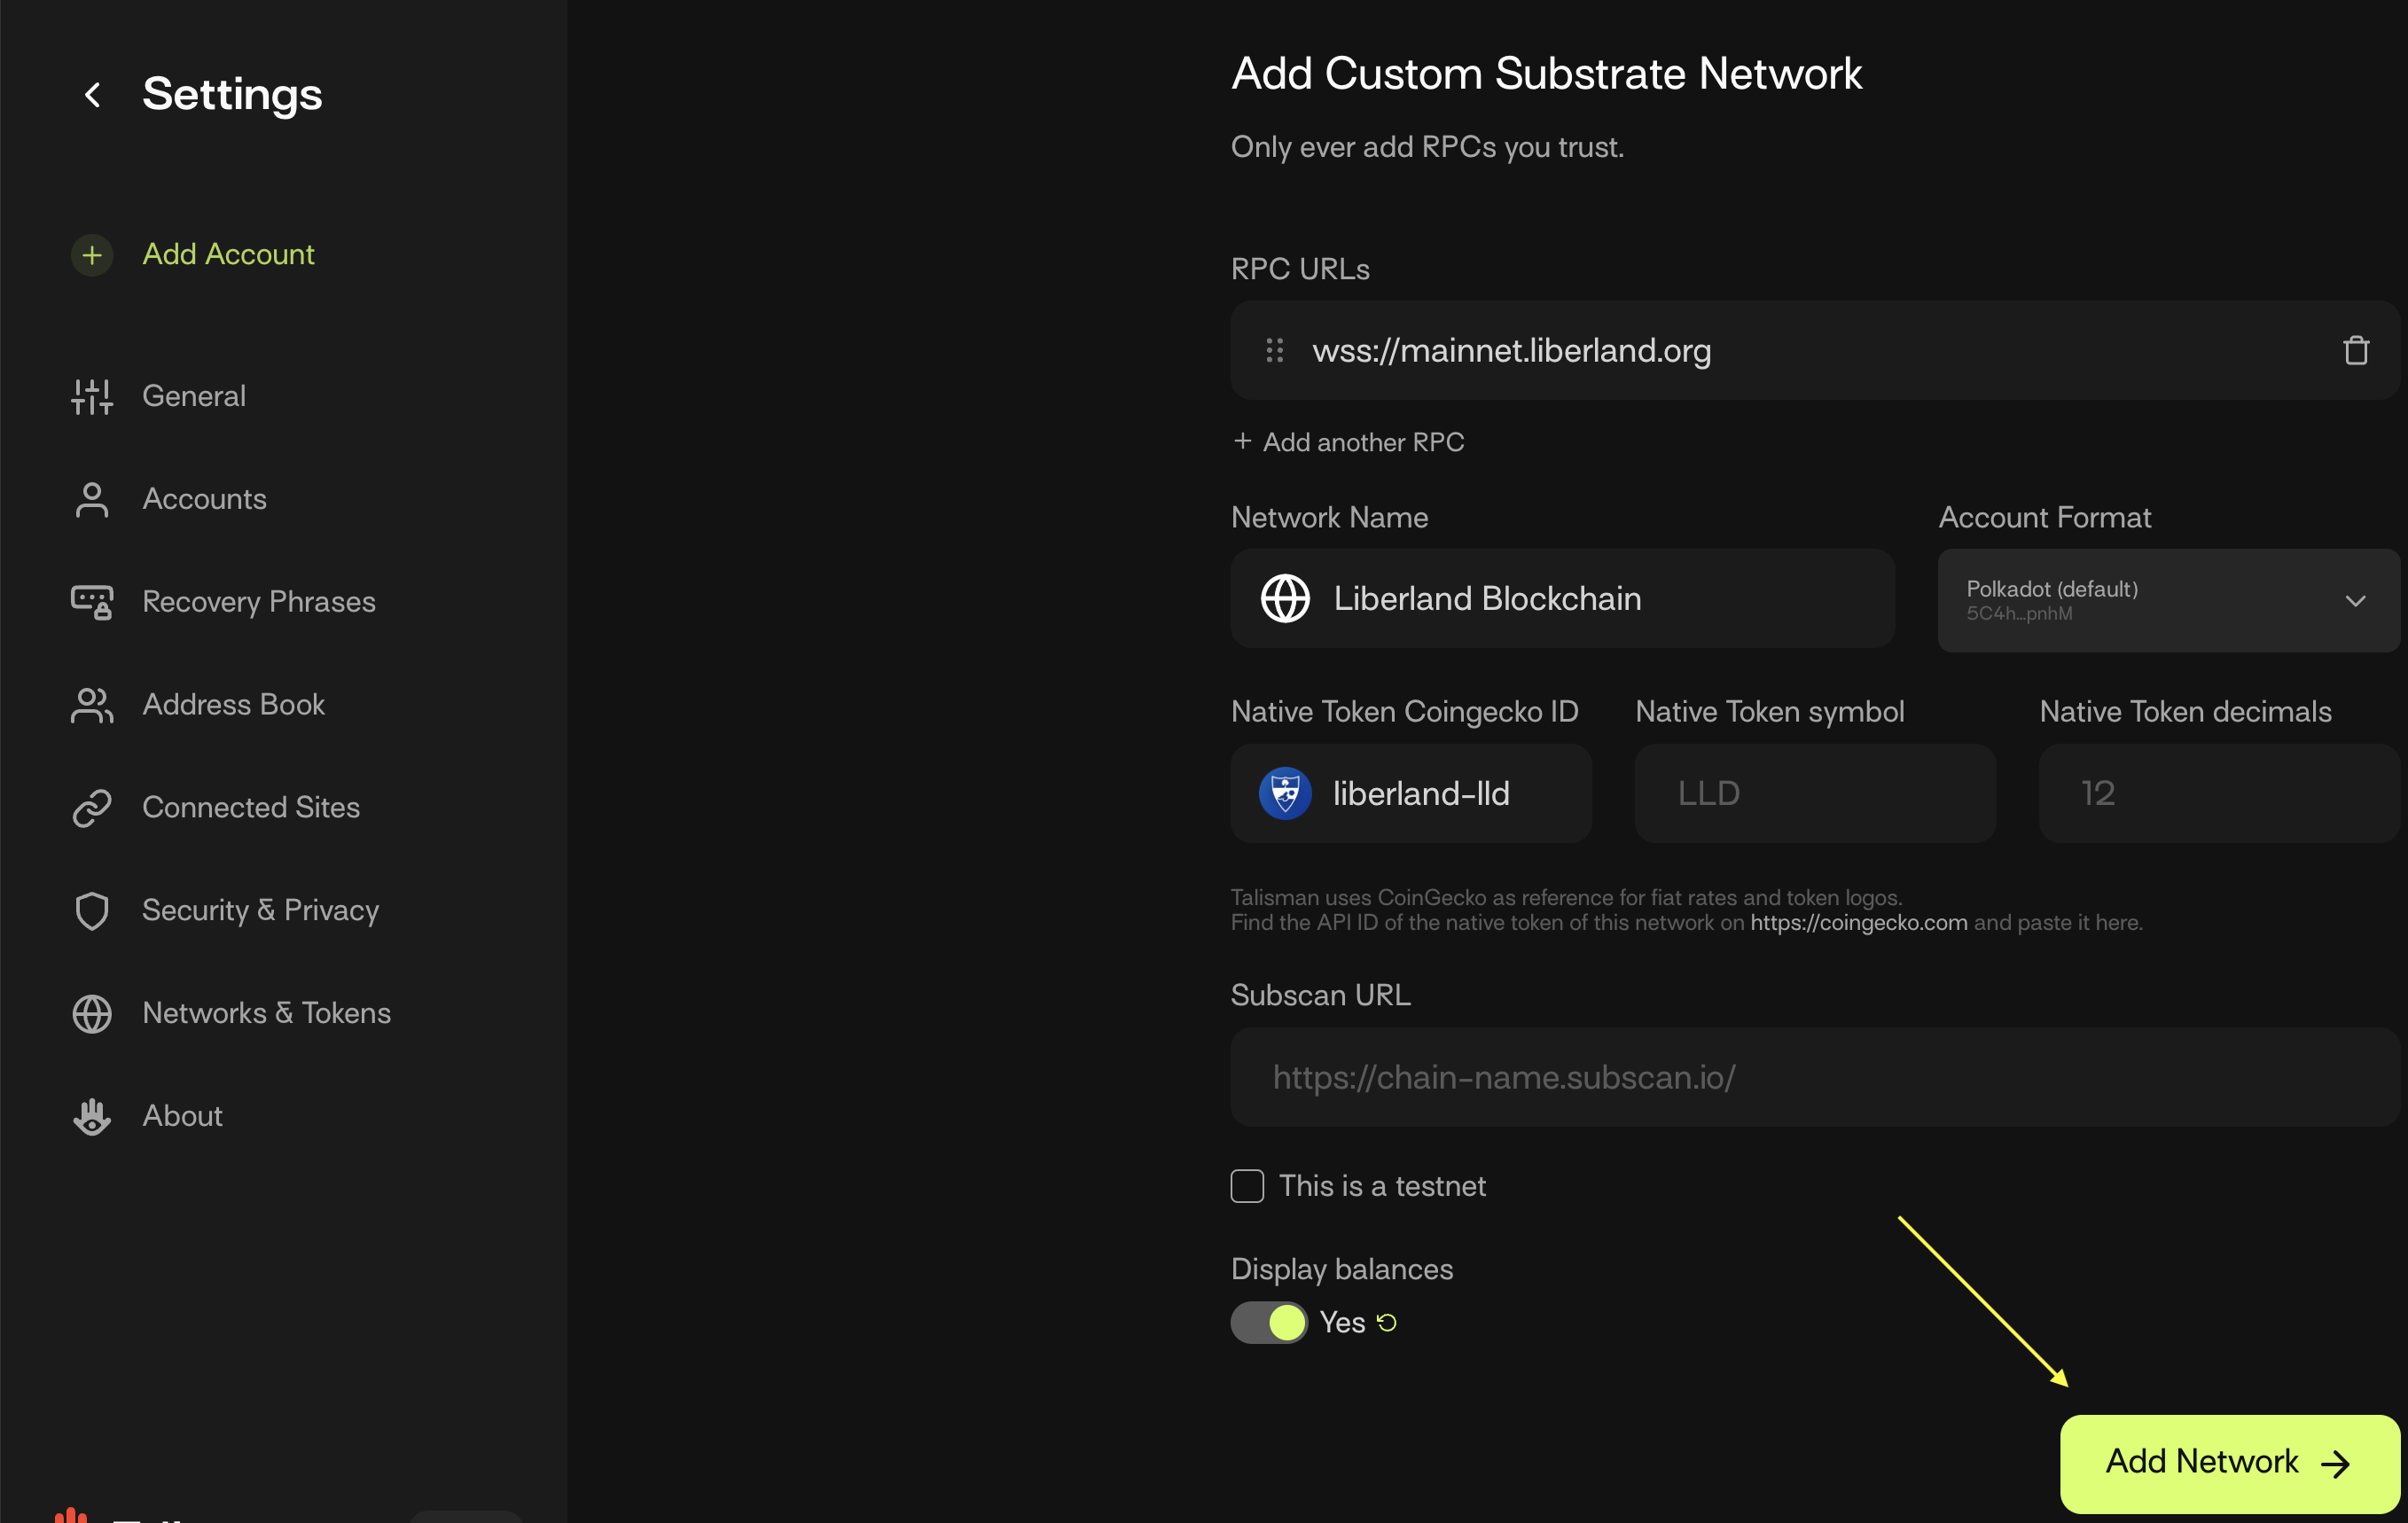 Settings
Add Account
General
Accounts
Recovery Phrases
Address Book
Connected Sites
Security & Privacy
Networks & Tokens
About
Add Custom Substrate Network
Only ever add RPCs you trust.
RPC URLs
wss://mainnet.liberland.org
+ Add another RPC
Network Name
Account Format
Liberland Blockchain
Polkadot (default)
5C4h...pnhM
Native Token Coingecko ID
Native Token symbol
Native Token decimals
liberland-lld
LLD
12
Talisman uses CoinGecko as reference for fiat rates and token logos.
Find the API ID of the native token of this network on https://coingecko.com and paste it here.
Subscan URL
https://chain-name.subscan.io/
This is a testnet
Display balances
Yes
Add Network